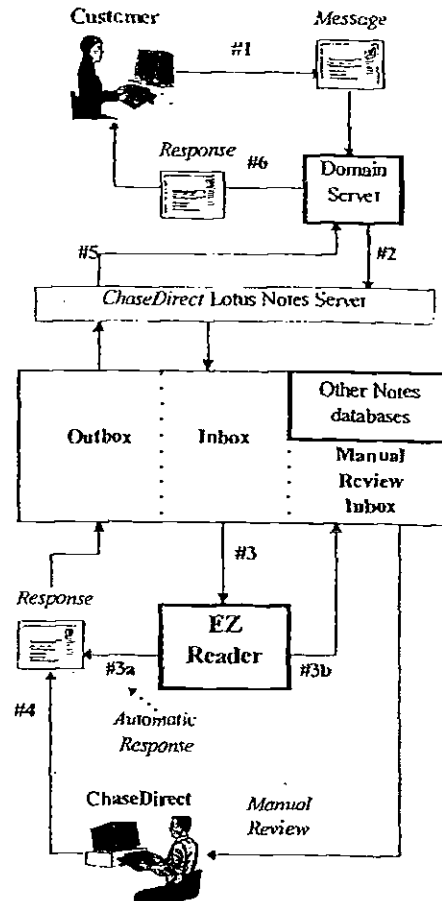 Customer
Message
#1
Response
#6
Domain
Server
#5
#2
ChaseDirect Lotus Notes Server
Other Notes
databases
Outbox
Inbox
Manual
Review
Inbox
#3
Response
EZ
Reader
#3a
#3b
#4
Automatic
Response
ChaseDirect
Manual
Review